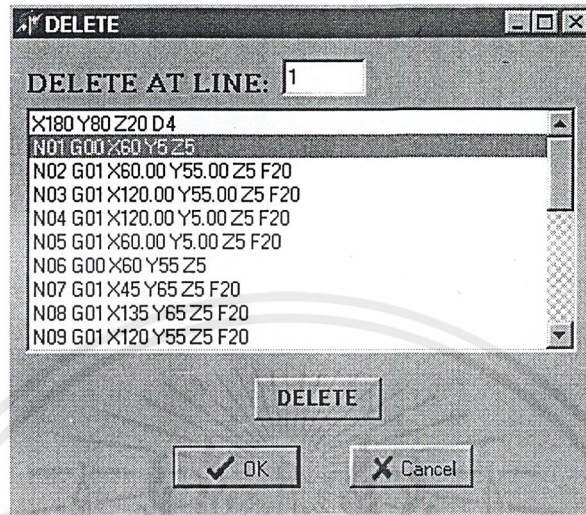 DELETE
DELETE AT LINE: 1
X180 Y80 Z20 D4
N01 G00 X60 Y5 Z5
N02 G01 X60.00 Y55.00 Z5 F20
N03 G01 X120.00 Y55.00 Z5 F20
N04 G01 X120.00 Y5.00 Z5 F20
N05 G01 X60.00 Y5.00 Z5 F20
N06 G00 X60 Y55 Z5
N07 G01 X45 Y65 Z5 F20
N08 G01 X135 Y65 Z5 F20
N09 G01 X120 Y55 Z5 F20
DELETE
OK
Cancel